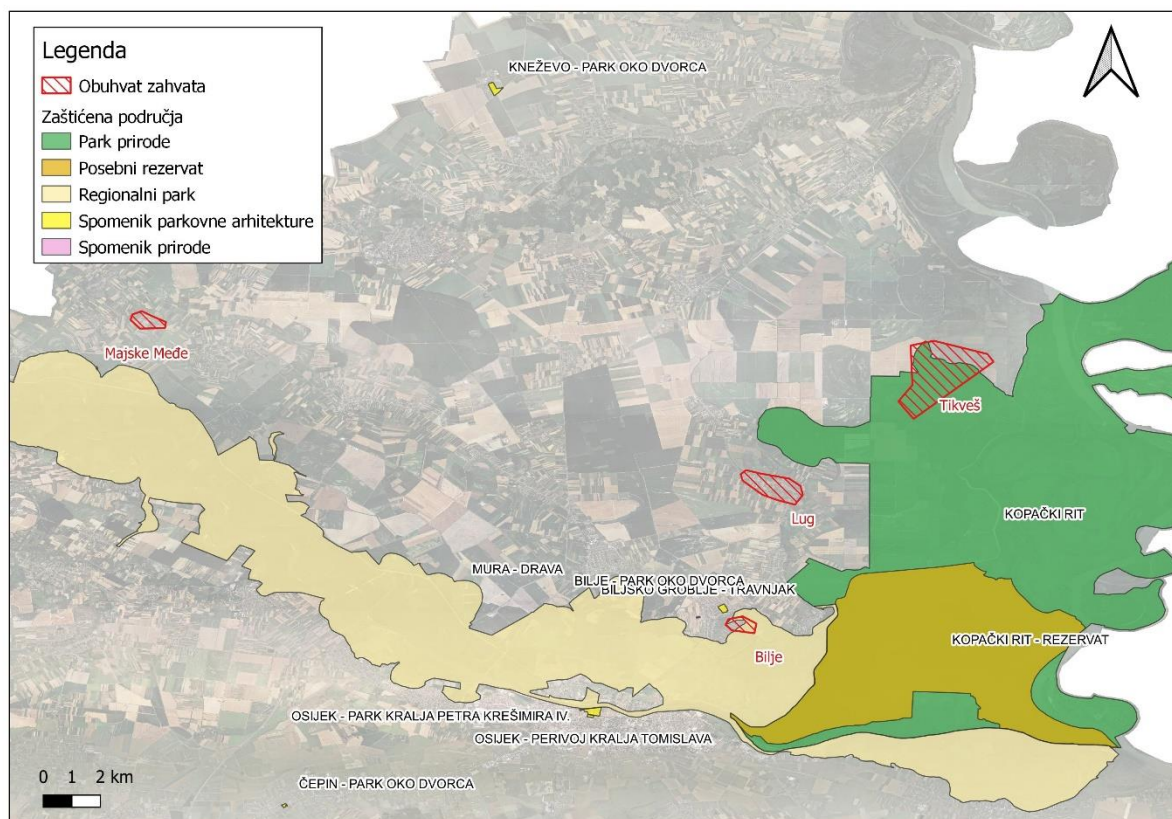 Legenda
Obuhvat zahvata
Zaštićena područja
Park prirode
Posebni rezervat
Regionalni park
Spomenik parkovne arhitekture
Spomenik prirode
KNEŽEVO - PARK OKO DVORCA
Majske Međe
Tikveš
Lug
KOPAČKI RIT
MURA - DRAVA
BILJE - PARK OKO DVORCA
BILJSKO GROBLJE - TRAVNJAK
KOPAČKI RIT - REZERVAT
Bilje
OSIJEK - PARK KRALJA PETRA KREŠIMIRA IV.
OSIJEK - PERIVOJ KRALJA TOMISLAVA
ČEPIN - PARK OKO DVORCA
0 1 2 km